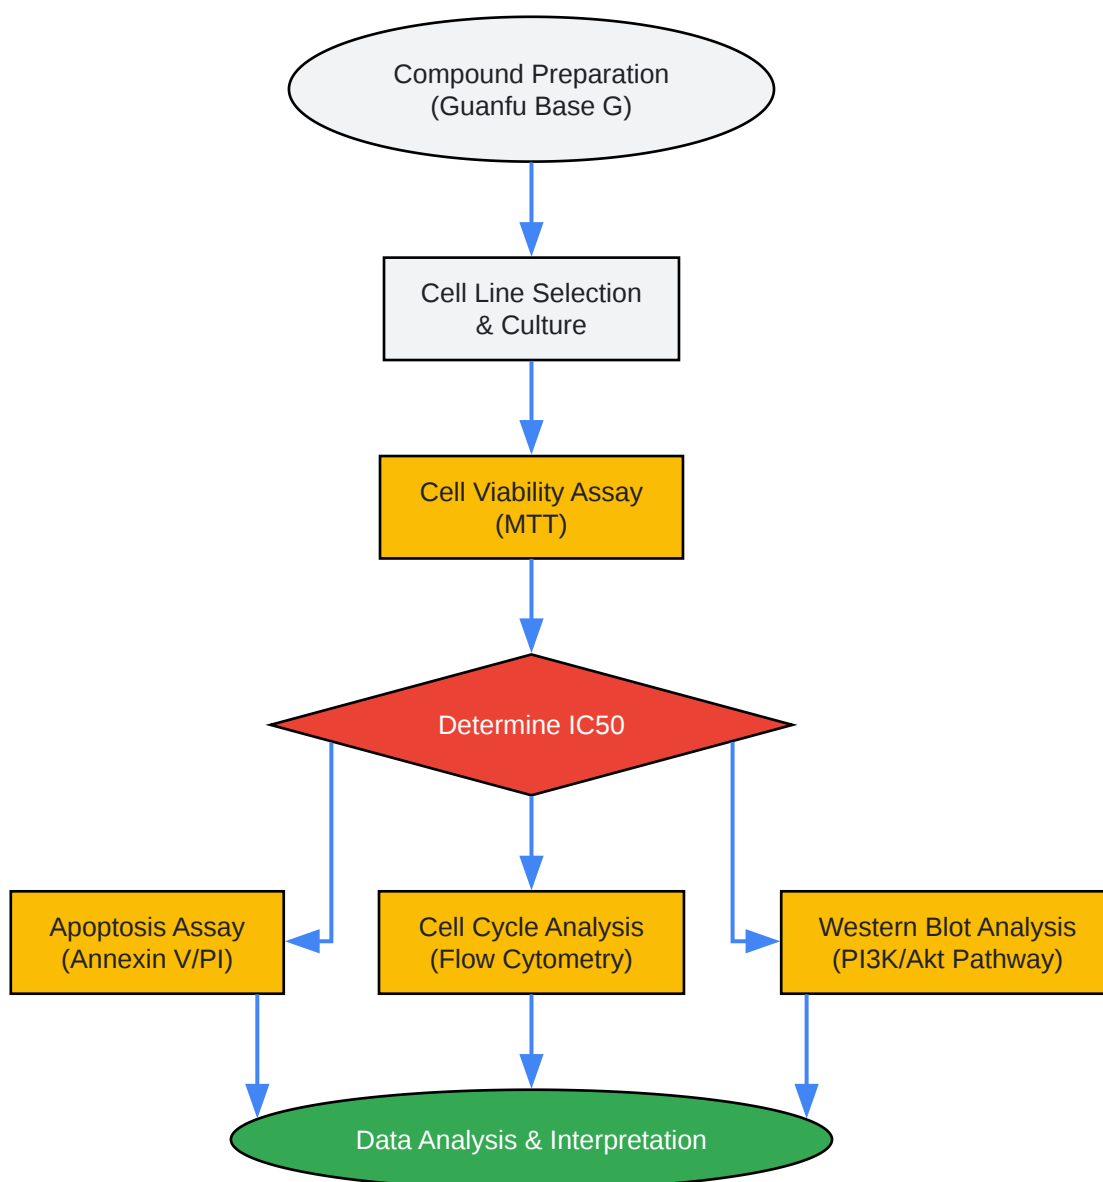 Compound Preparation
(Guanfu Base G)
Cell Line Selection
& Culture
Cell Viability Assay
(MTT)
Determine IC50
Apoptosis Assay
(Annexin V/PI)
Cell Cycle Analysis
(Flow Cytometry)
Western Blot Analysis
(PI3K/Akt Pathway)
Data Analysis & Interpretation